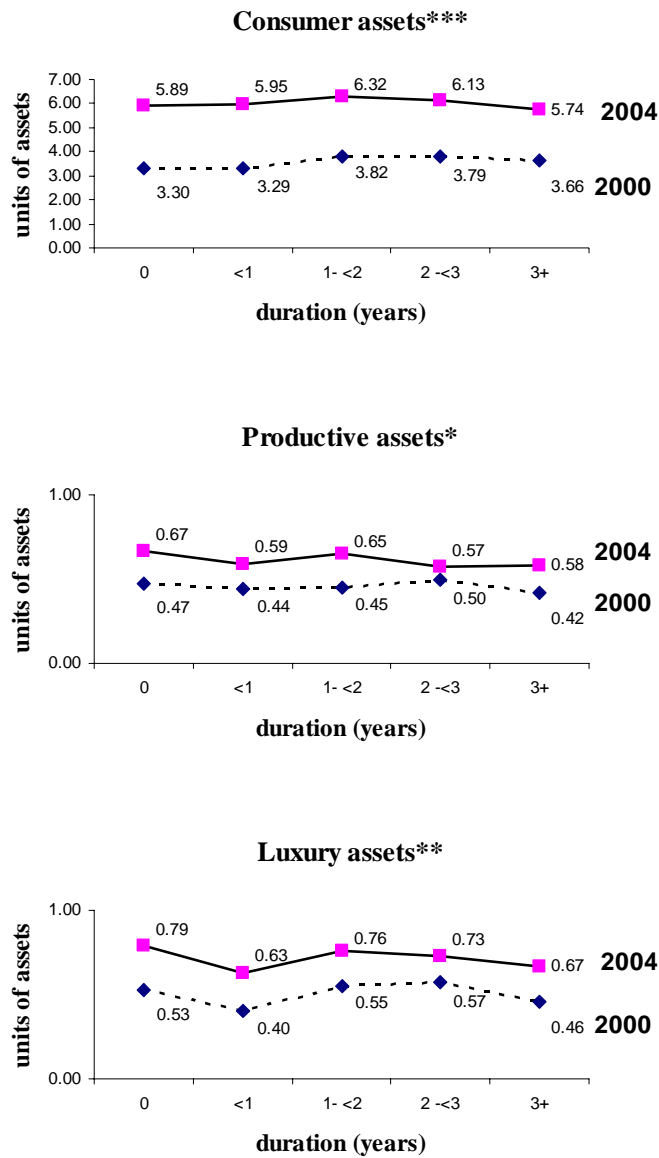 Consumer assets***
units of assets
7.00
6.00
5.00
4.00
3.00
2.00
1.00
0.00
5.89 5.95 6.32 6.13 5.74 2004
3.30 3.29 3.82 3.79 3.66 2000
0 <1 1- <2 2 -<3 3+
duration (years)
Productive assets*
units of assets
1.00
0.00
0.67 0.59 0.65 0.57 0.58 2004
0.47 0.44 0.45 0.50 0.42 2000
0 <1 1- <2 2 -<3 3+
duration (years)
Luxury assets**
units of assets
1.00
0.00
0.79 0.63 0.76 0.73 0.67 2004
0.53 0.40 0.55 0.57 0.46 2000
0 <1 1- <2 2 -<3 3+
duration (years)